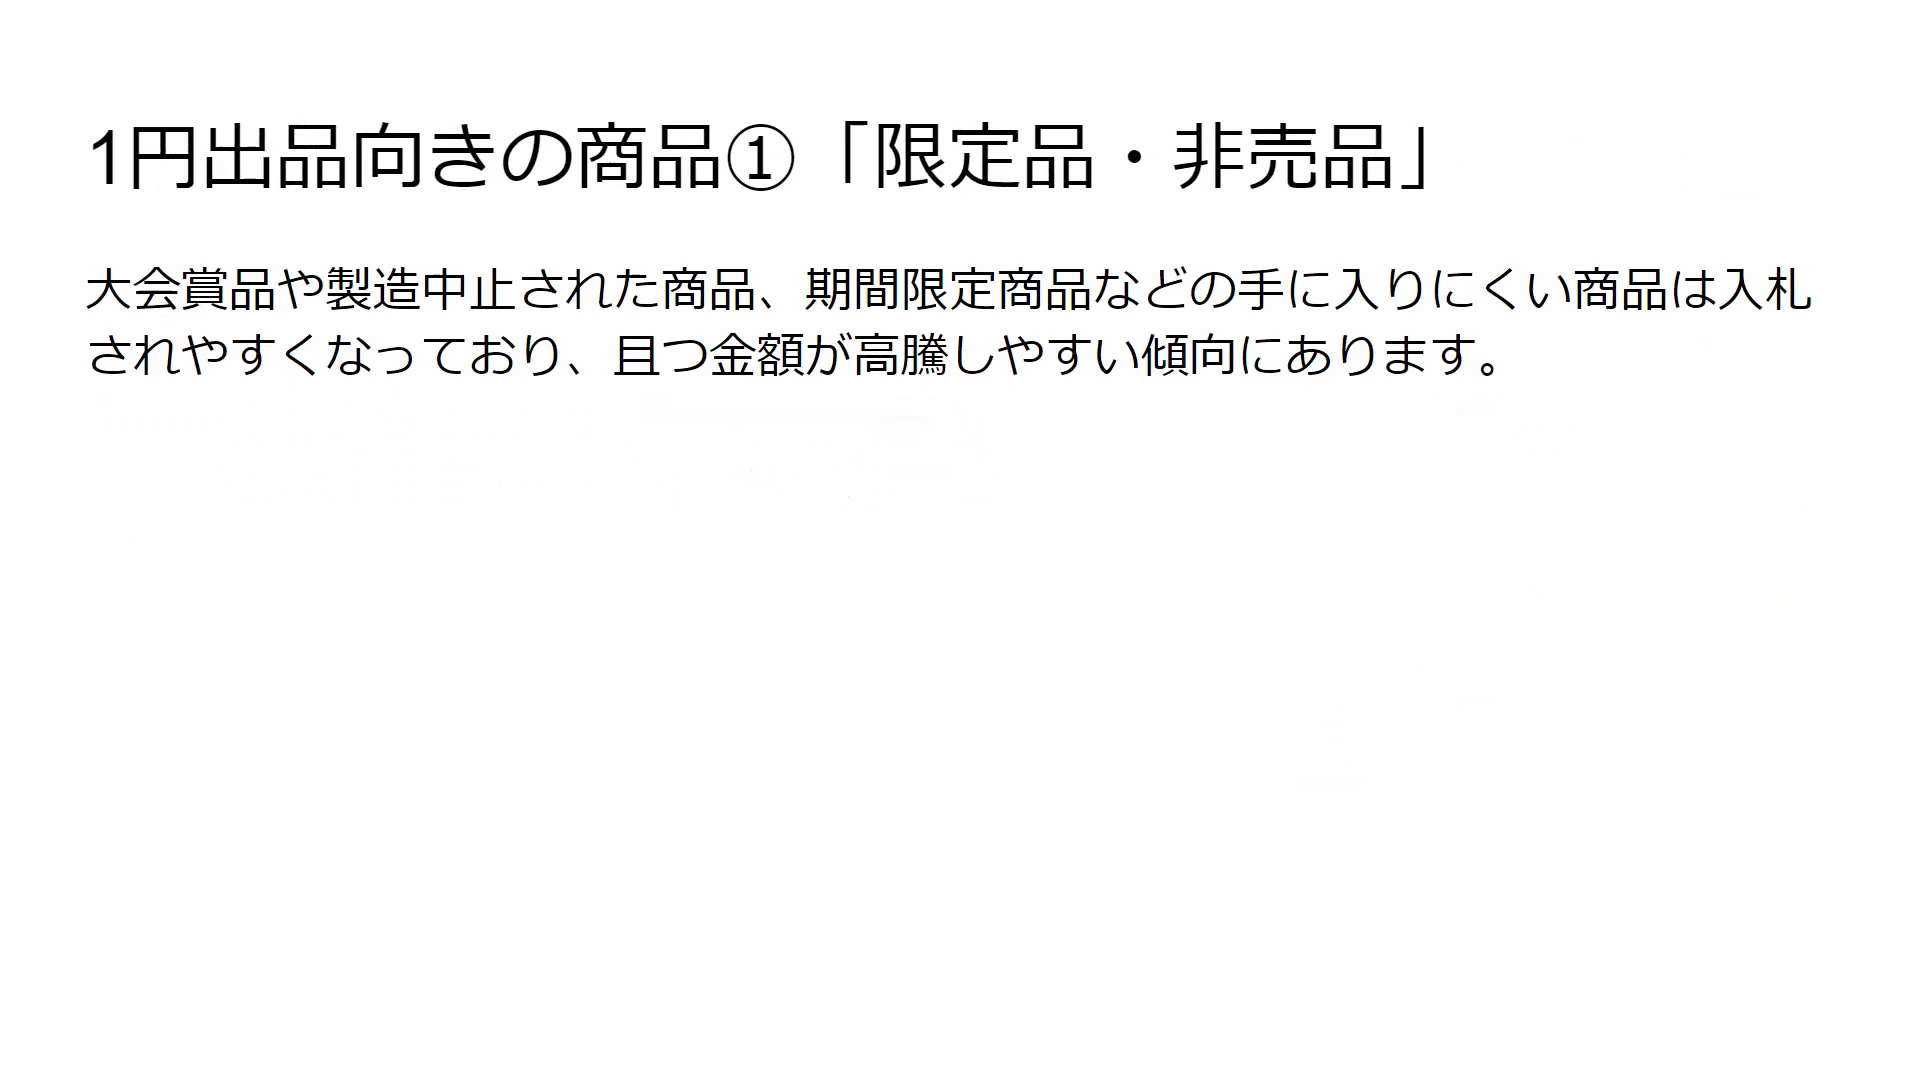 1円出品向きの商品①「限定品・非売品」
大会賞品や製造中止された商品、期間限定商品などの手に入りにくい商品は入札
されやすくなっており、且つ金額が高騰しやすい傾向にあります。